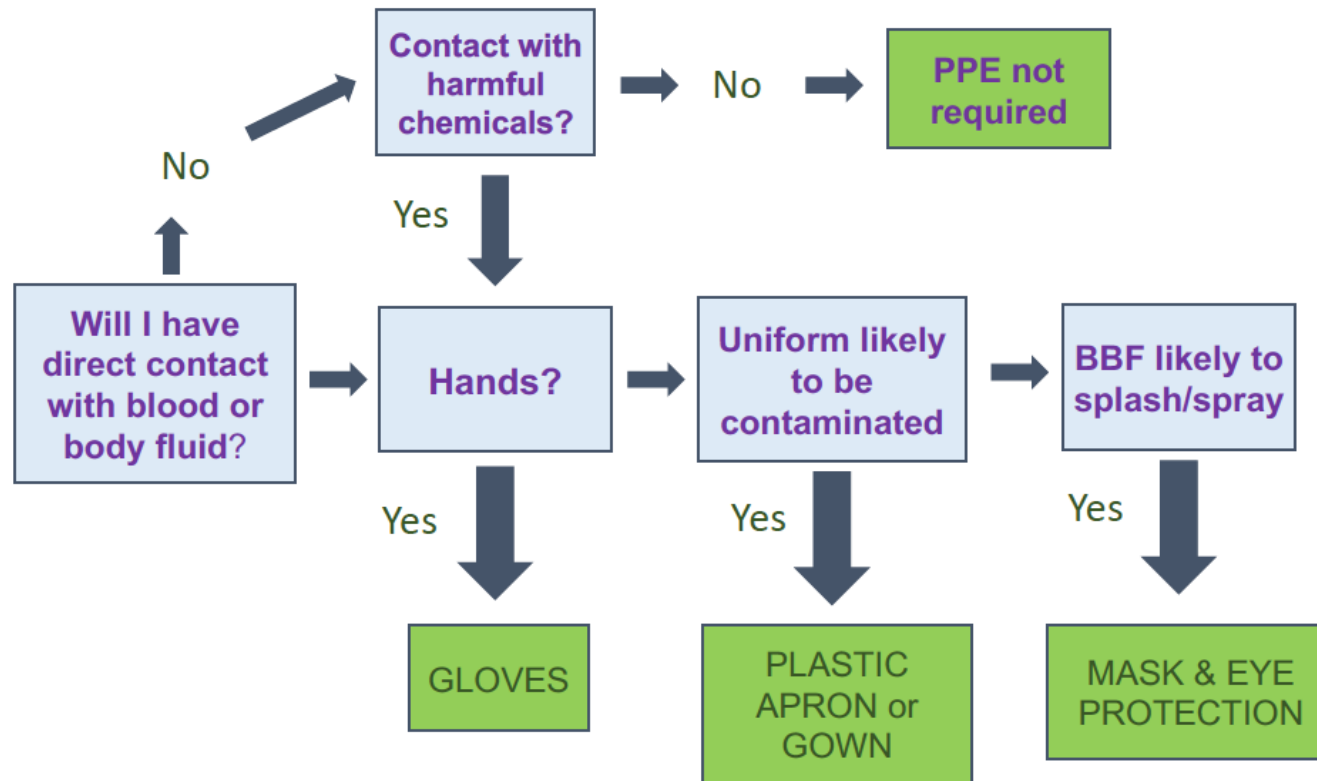 Contact with
harmful
chemicals?
No
PPE not
required
No
Yes
Will I have
direct contact
with blood or
body fluid?
Hands?
Uniform likely
to be
contaminated
BBF likely to
splash/spray
Yes
Yes
Yes
GLOVES
PLASTIC
APRON or
GOWN
MASK & EYE
PROTECTION